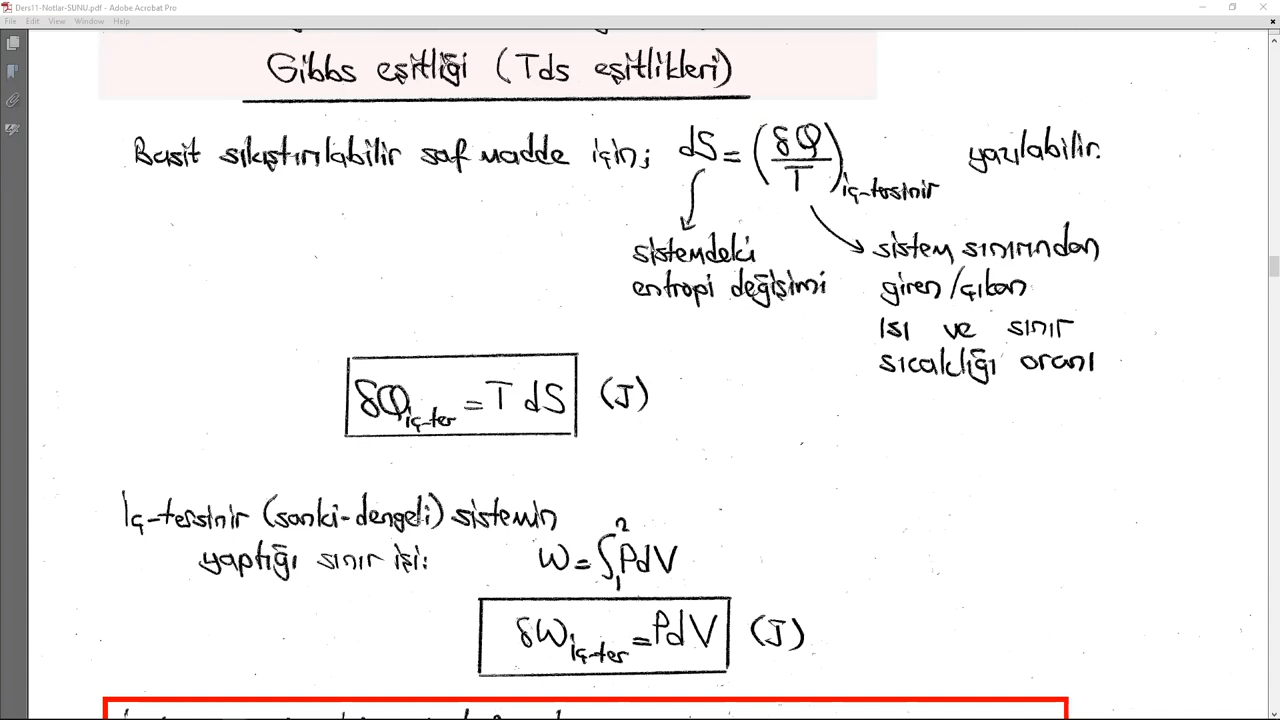 Ders11-Notlar-SUNU.pdf - Adobe Acrobat Pro
File Edit View Window Help
Gibbs eşitliği (Tds eşitlikleri)
Basit sıkıştırılabilir saf madde için; dS = (δQ/T)iç-tersinir yazılabilir.
sistemdeki
entropi değişimi
sistem sınırından
giren/çıkan
ısı ve sınır
sıcaklığı oranı
δQiç-ter = T dS (J)
İç-tersinir (sanki-dengeli) sistemin
yaptığı sınır işi: W = ∫₁² PdV
δWiç-ter = PdV (J)